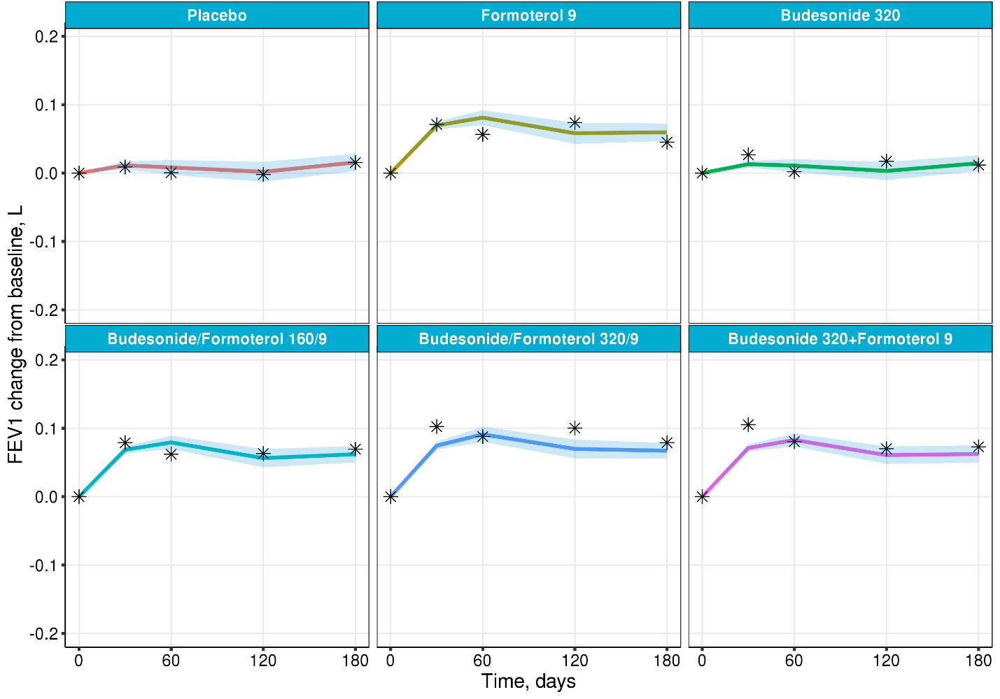 Placebo
Formoterol 9
Budesonide 320
0.2
0.1
0.0
-0.1
-0.2
FEV1 change from baseline, L
Budesonide/Formoterol 160/9
Budesonide/Formoterol 320/9
Budesonide 320+Formoterol 9
0.2
0.1
0.0
-0.1
-0.2
0 60 120 180
0 60 120 180
0 60 120 180
Time, days